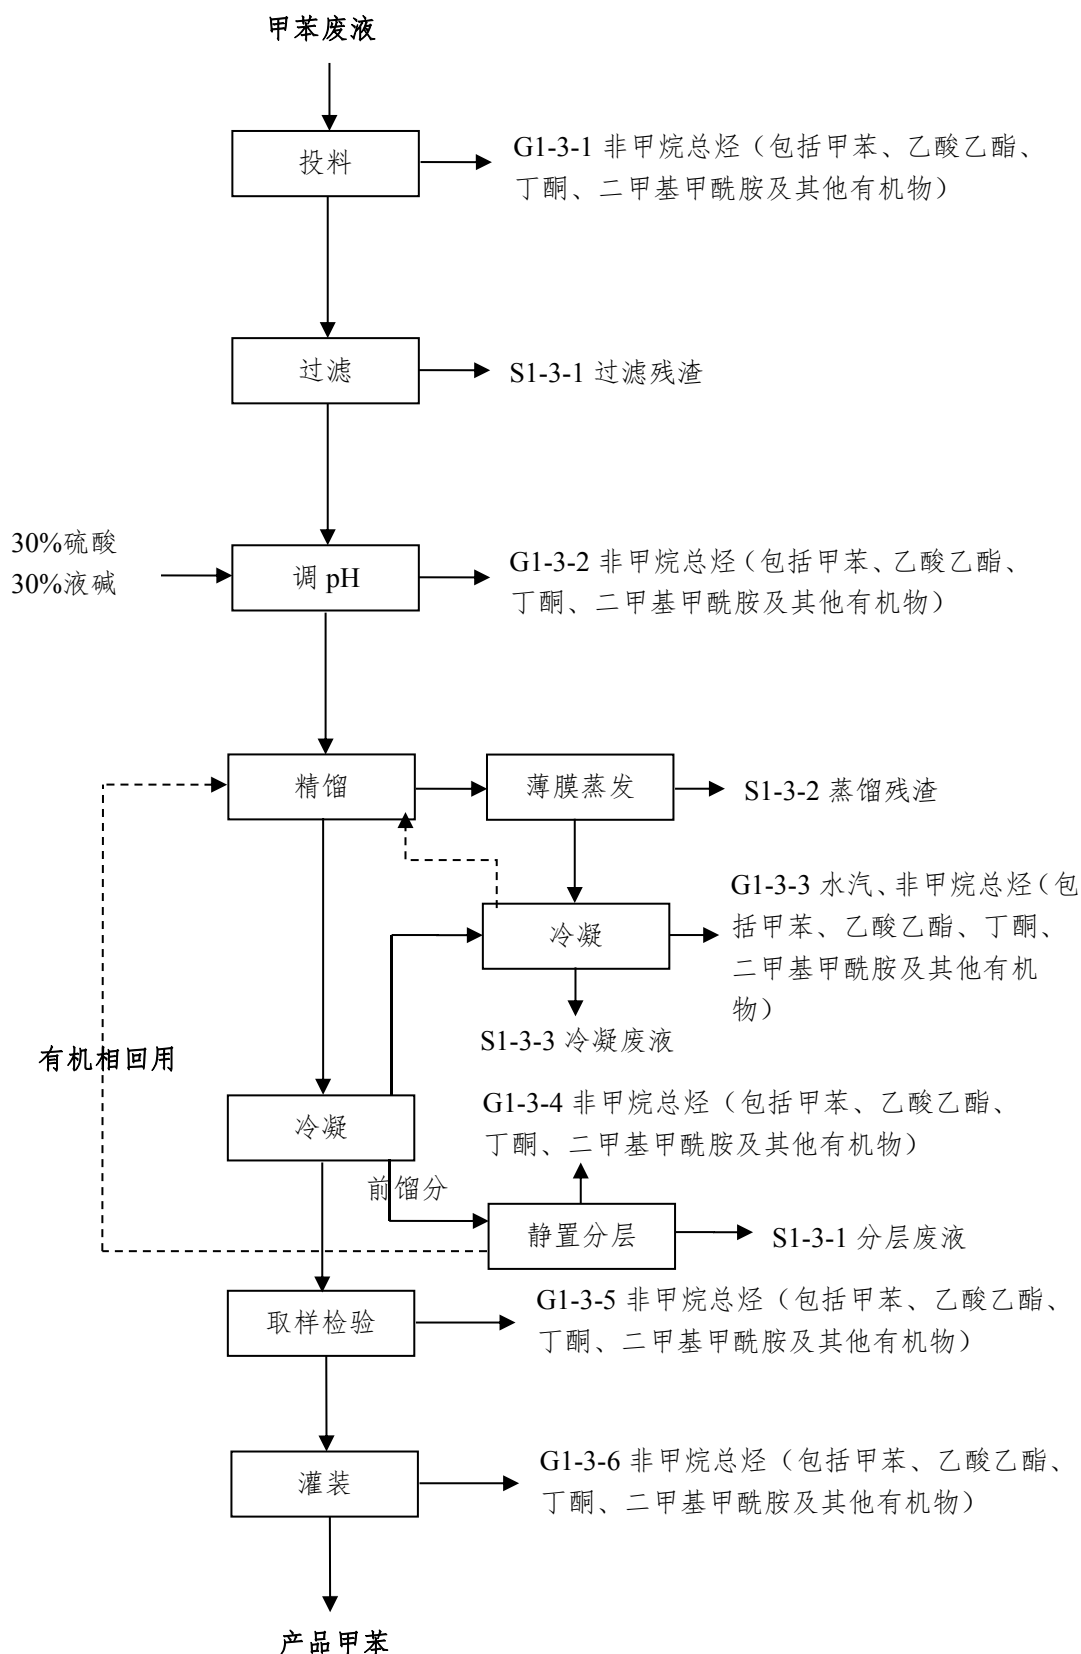 甲苯废液
投料
G1-3-1 非甲烷总烃（包括甲苯、乙酸乙酯、
丁酮、二甲基甲酰胺及其他有机物）
过滤
S1-3-1 过滤残渣
30%硫酸
30%液碱
调 pH
G1-3-2 非甲烷总烃（包括甲苯、乙酸乙酯、
丁酮、二甲基甲酰胺及其他有机物）
精馏
薄膜蒸发
S1-3-2 蒸馏残渣
冷凝
G1-3-3 水汽、非甲烷总烃（包
括甲苯、乙酸乙酯、丁酮、
二甲基甲酰胺及其他有机
物）
S1-3-3 冷凝废液
有机相回用
冷凝
G1-3-4 非甲烷总烃（包括甲苯、乙酸乙酯、
丁酮、二甲基甲酰胺及其他有机物）
前馏分
静置分层
S1-3-1 分层废液
取样检验
G1-3-5 非甲烷总烃（包括甲苯、乙酸乙酯、
丁酮、二甲基甲酰胺及其他有机物）
灌装
G1-3-6 非甲烷总烃（包括甲苯、乙酸乙酯、
丁酮、二甲基甲酰胺及其他有机物）
产品甲苯